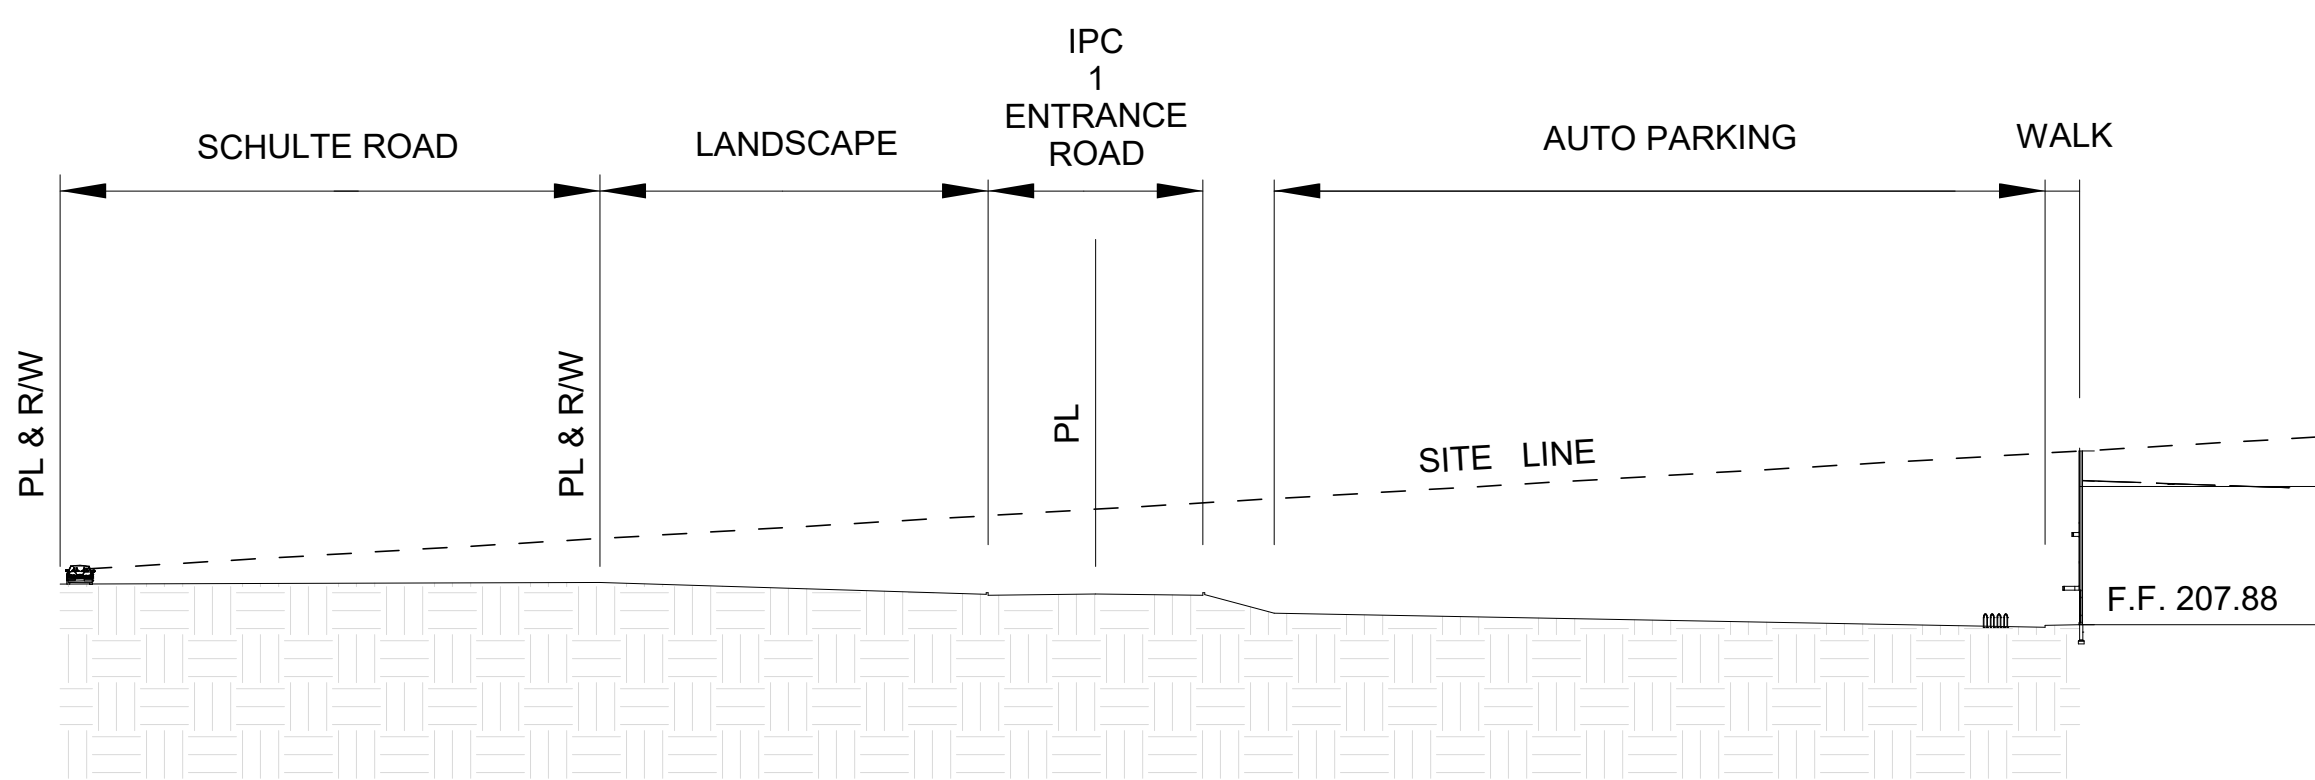 IPC
1
ENTRANCE
ROAD
SCHULTE ROAD
LANDSCAPE
AUTO PARKING
WALK
PL & R/W
PL & R/W
PL
SITE LINE
F.F. 207.88